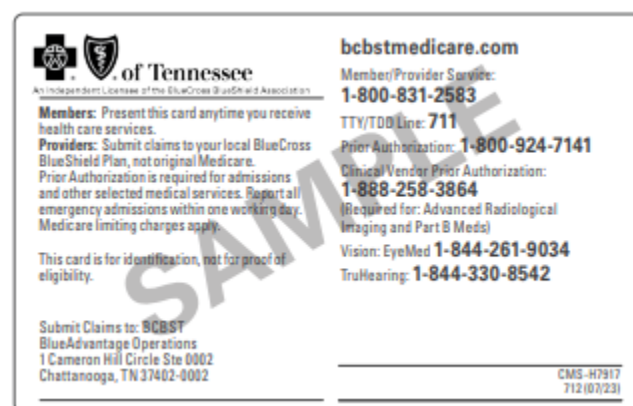 of Tennessee
An Independent Licensee of the BlueCross BlueShield Association
Members: Present this card anytime you receive
health care services.
Providers: Submit claims to your local BlueCross
BlueShield Plan, not original Medicare.
Prior Authorization is required for admissions
and other selected medical services. Report all
emergency admissions within one working day.
Medicare limiting charges apply.
This card is for identification, not for proof of
eligibility.
Submit Claims to: BCBST
BlueAdvantage Operations
1 Cameron Hill Circle Ste 0002
Chattanooga, TN 37402-0002
bcbstmedicare.com
Member/Provider Service:
1-800-831-2583
TTY/TDD Line: 711
Prior Authorization: 1-800-924-7141
Clinical Vendor Prior Authorization:
1-888-258-3864
(Required for: Advanced Radiological
Imaging and Part B Meds)
Vision: EyeMed 1-844-261-9034
TruHearing: 1-844-330-8542
CMS-H7917
712 (07/23)
SAMPLE